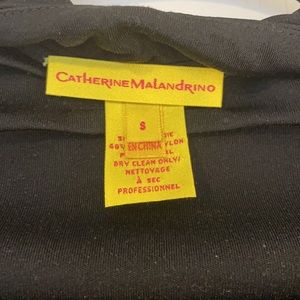 CATHERINE MALANDRINO
S
EN CHINA
DRY CLEAN ONLY/
NETTOYAGE
À SEC
PROFESSIONNEL